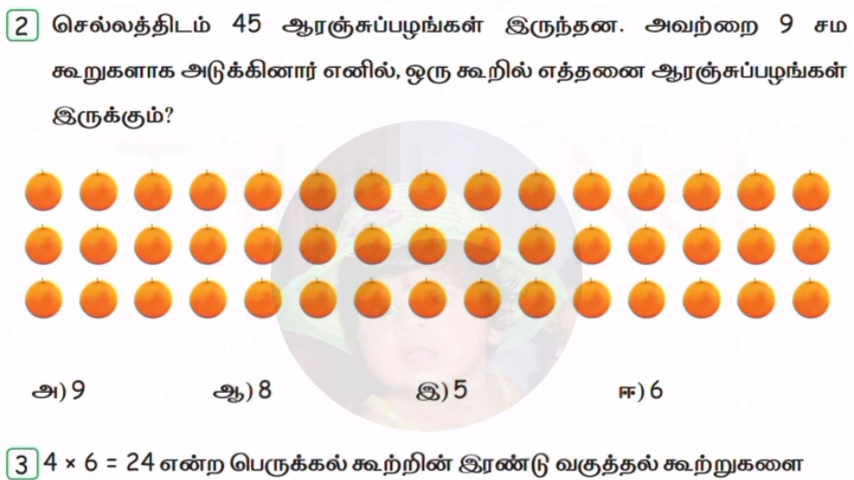 2 செல்லத்திடம் 45 ஆரஞ்சுப்பழங்கள் இருந்தன. அவற்றை 9 சம
கூறுகளாக அடுக்கினார் எனில், ஒரு கூறில் எத்தனை ஆரஞ்சுப்பழங்கள்
இருக்கும்?
அ) 9 ஆ) 8 இ) 5 ஈ) 6
3 4 × 6 = 24 என்ற பெருக்கல் கூற்றின் இரண்டு வகுத்தல் கூற்றுகளை